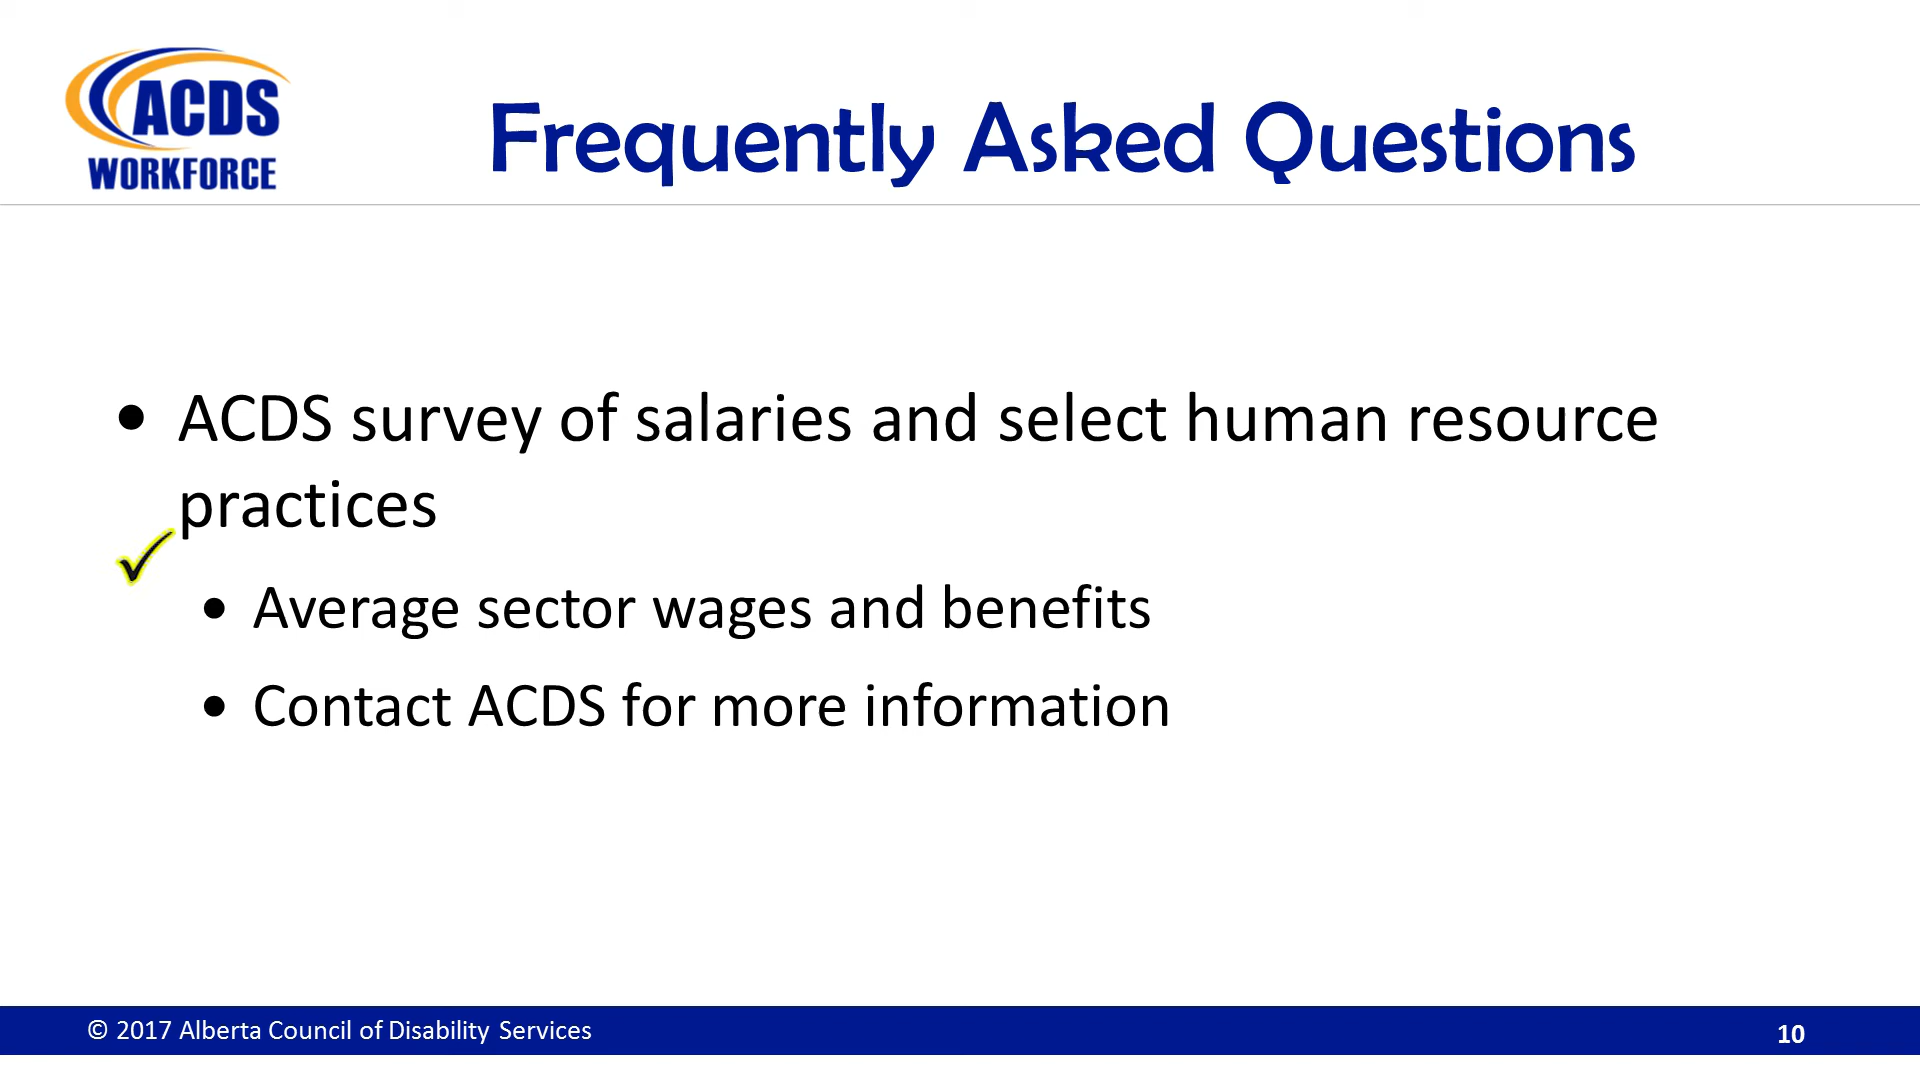 ACDS
WORKFORCE
Frequently Asked Questions
• ACDS survey of salaries and select human resource
practices
✓
• Average sector wages and benefits
• Contact ACDS for more information
© 2017 Alberta Council of Disability Services
10